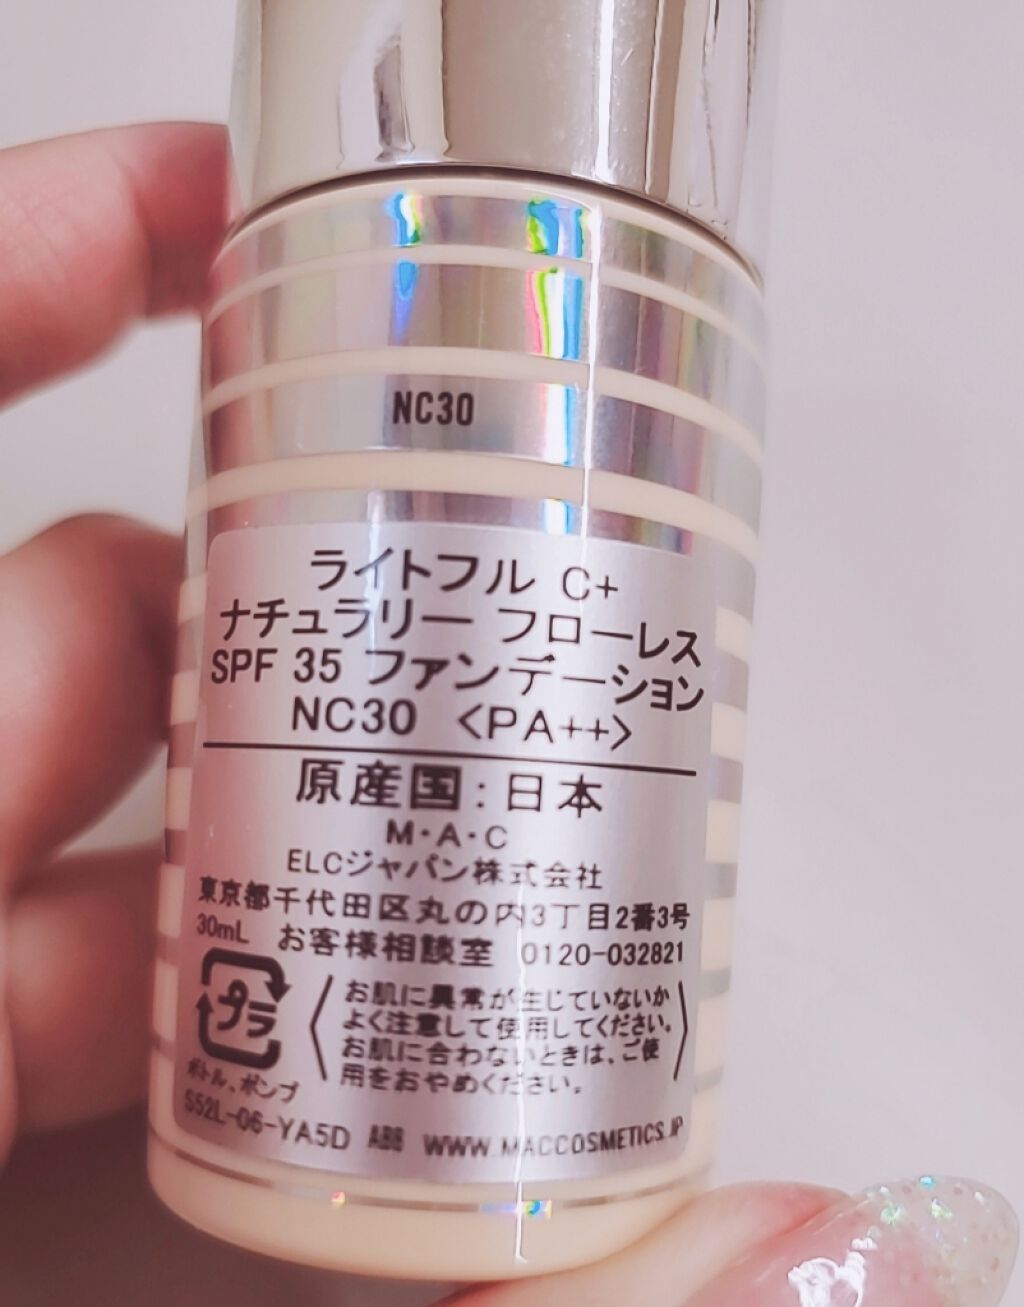 NC30
ライトフル C+
ナチュラリー フローレス
SPF 35 ファンデーション
NC30 <PA++>
原産国:日本
M・A・C
ELCジャパン株式会社
東京都千代田区丸の内3丁目2番3号
30mL お客様相談室 0120-032821
プラ
お肌に異常が生じていないか
よく注意して使用してください。
お肌に合わないときは、ご使
用をおやめください。
ボトル、ポンプ
S52L-06-YA5D AB8 WWW.MACCOSMETICS.JP